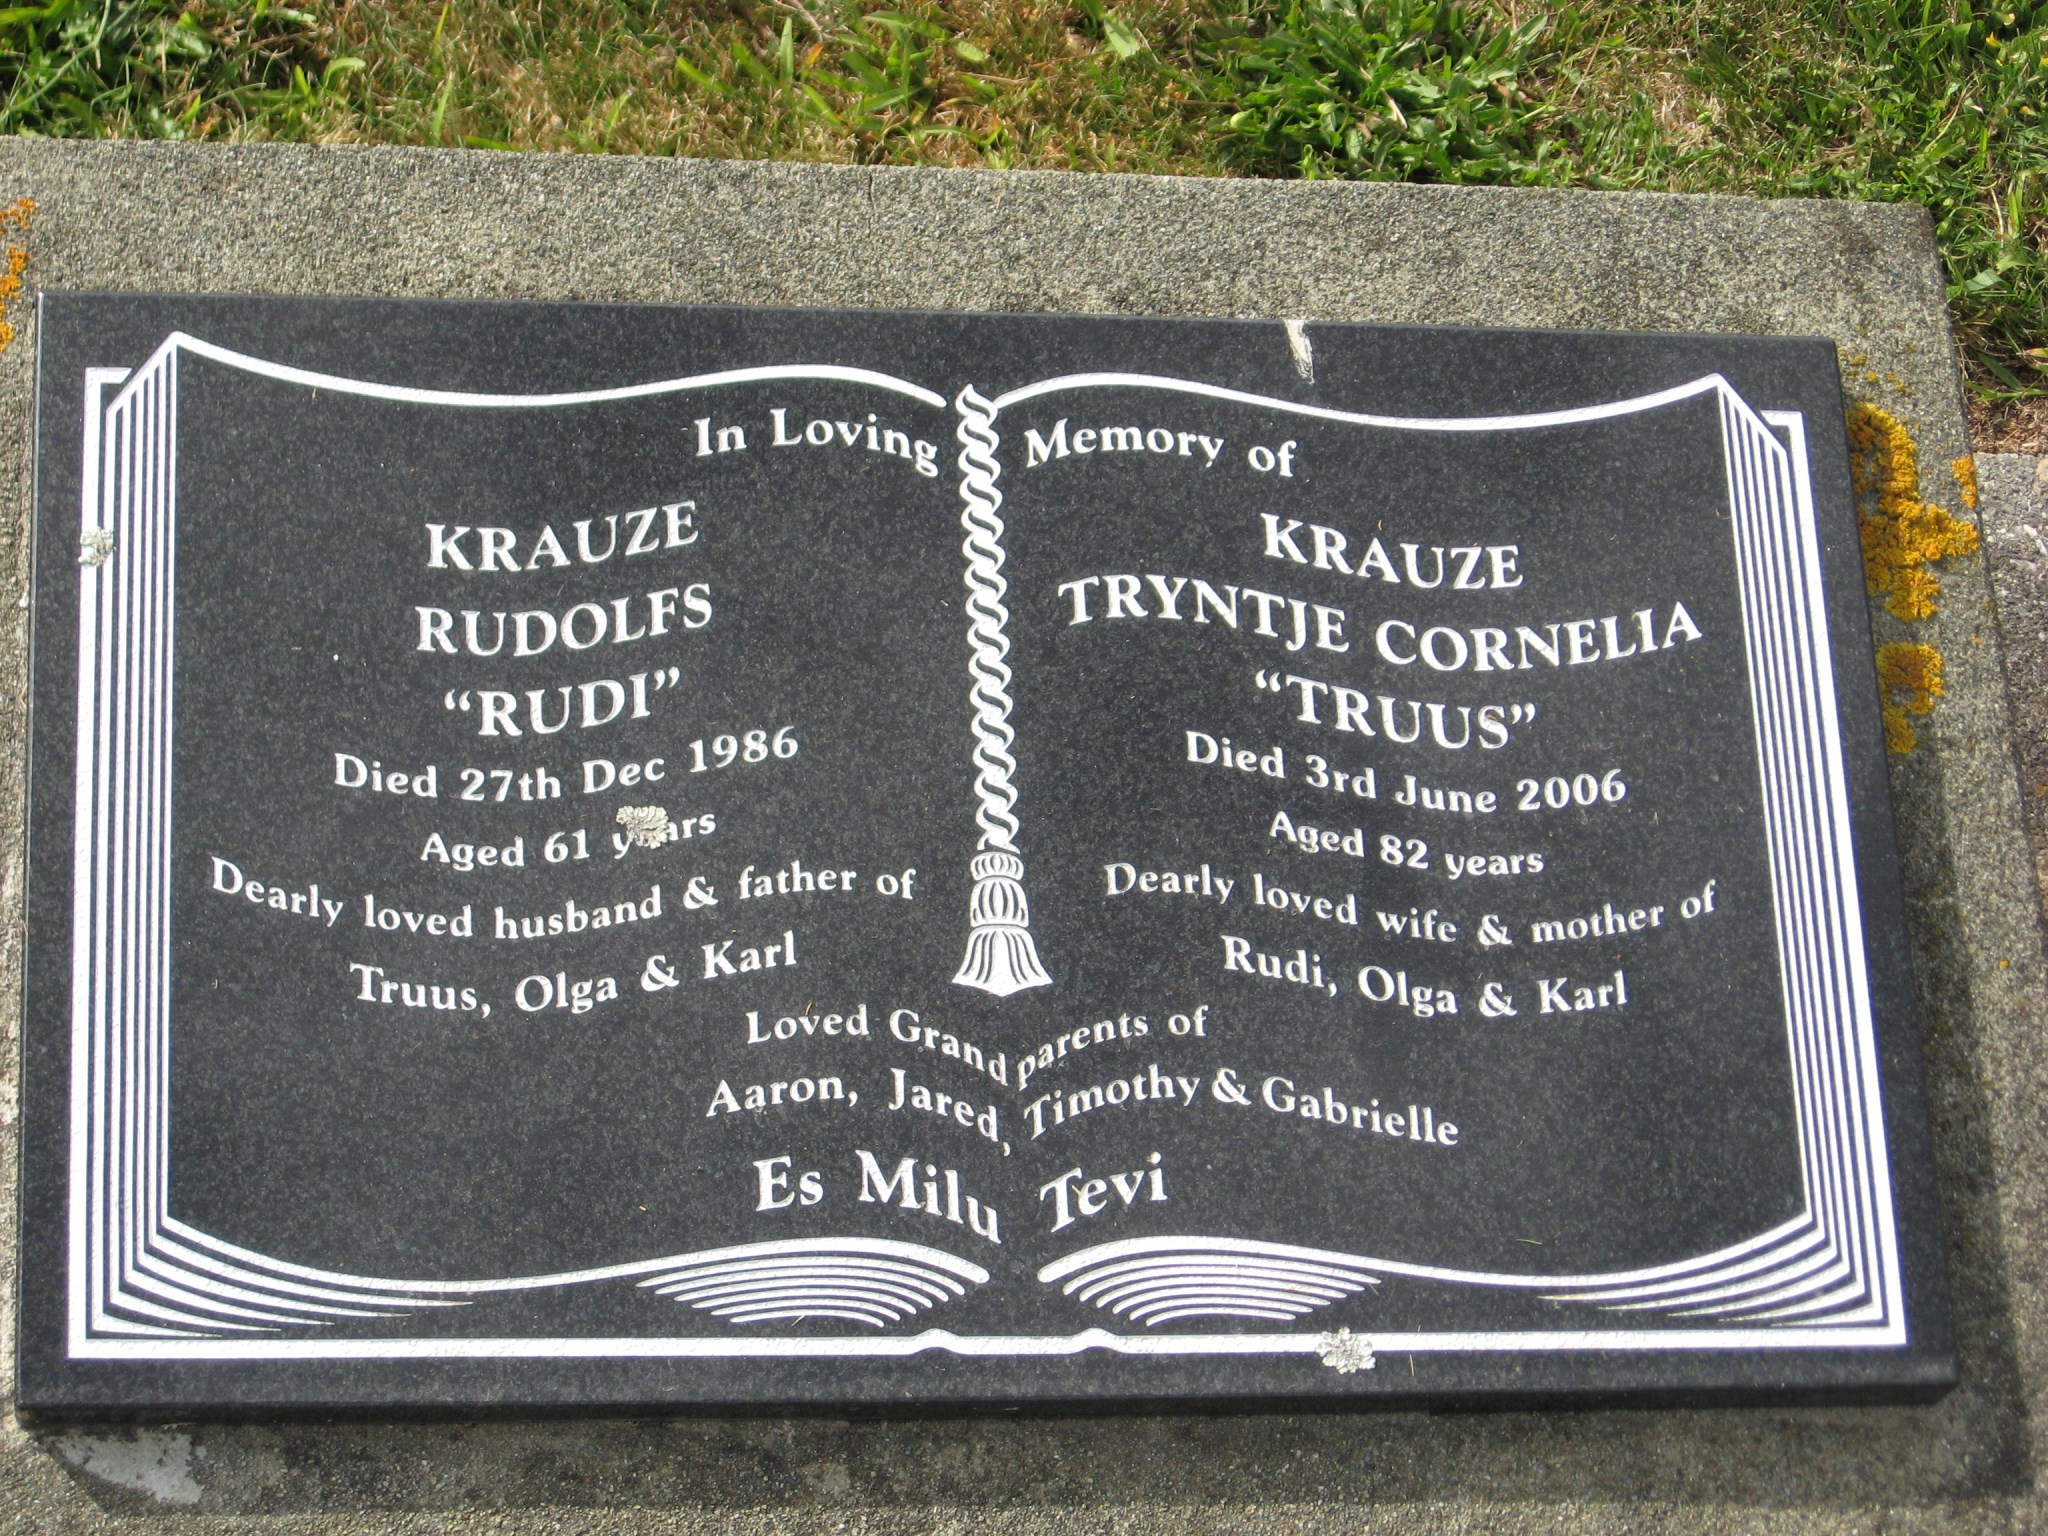 In Loving Memory of
KRAUZE
RUDOLFS
“RUDI”
Died 27th Dec 1986
Aged 61 years
Dearly loved husband & father of
Truus, Olga & Karl
KRAUZE
TRYNTJE CORNELIA
“TRUUS”
Died 3rd June 2006
Aged 82 years
Dearly loved wife & mother of
Rudi, Olga & Karl
Loved Grandparents of
Aaron, Jared, Timothy & Gabrielle
Es Milu Tevi